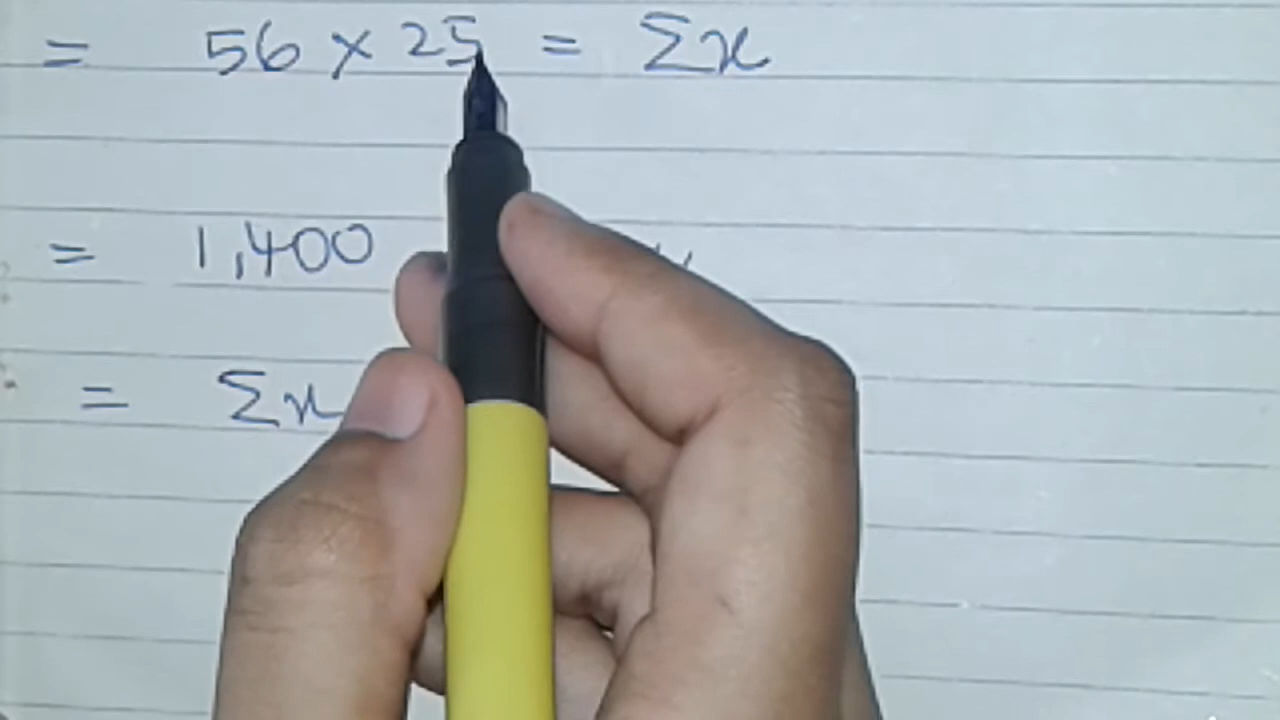 = 56 × 25 = Σx
= 1,400
= Σx